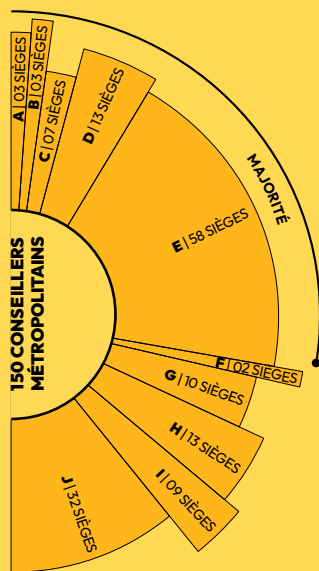 A | 03 SIÈGES
B | 03 SIÈGES
C | 07 SIÈGES
D | 13 SIÈGES
E | 58 SIÈGES
MAJORITÉ
F | 02 SIÈGES
G | 10 SIÈGES
H | 13 SIÈGES
I | 09 SIÈGES
J | 32 SIÈGES
150 CONSEILLERS
MÉTROPOLITAINS